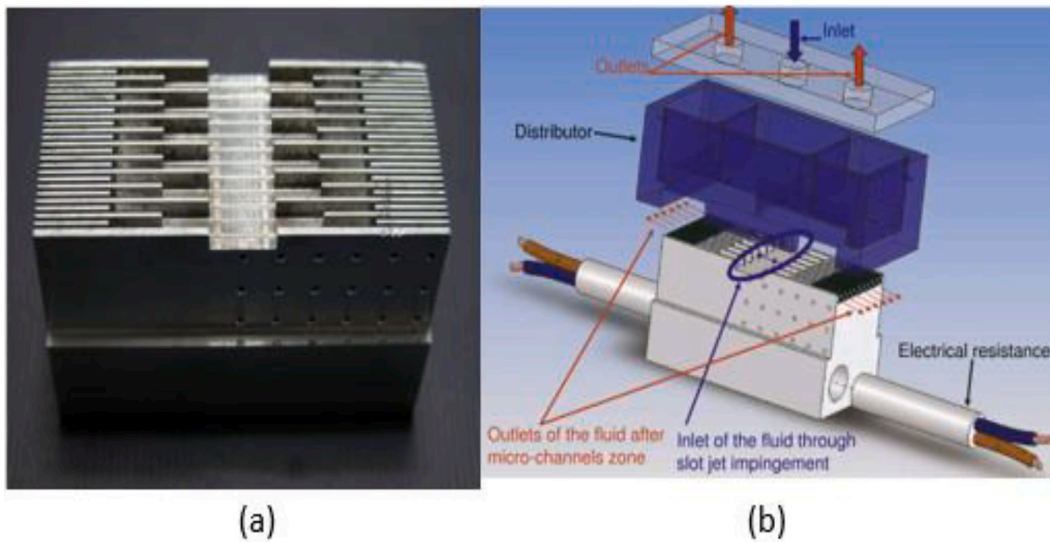 Inlet
Outlets
Distributor
Electrical resistance
Outlets of the fluid after
micro-channels zone
Inlet of the fluid through
slot jet impingement
(a)
(b)